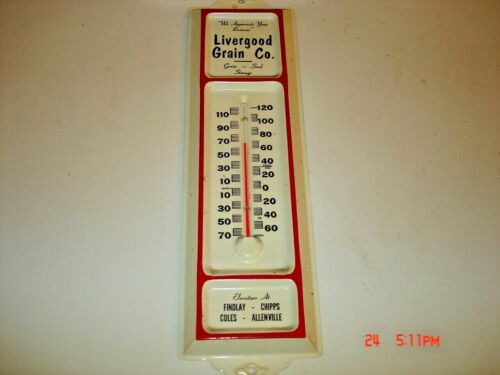 "We Appreciate Your
Business"
Livergood
Grain Co.
Grain - Seed
Storage
120
110
100
90
80
70
60
50
40
30
20
10
0
10
20
30
40
50
60
70
Elevators At
FINDLAY - CHIPPS
COLES - ALLENVILLE
24 5:11PM